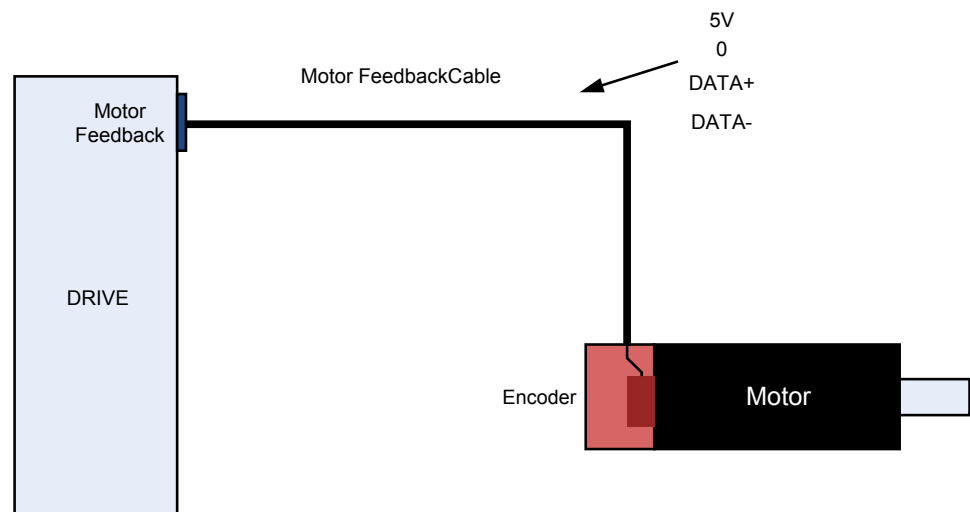 5V
0
Motor FeedbackCable
DATA+
Motor
Feedback
DATA-
DRIVE
Encoder
Motor